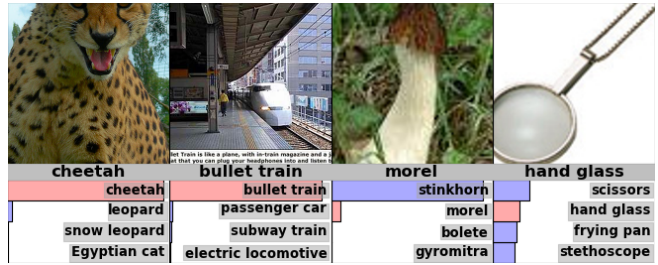 llet Train is like a plane, with in-train magazine and a
at that you can plug your headphones into and listen
cheetah bullet train morel hand glass
cheetah bullet train stinkhorn scissors
leopard passenger car morel hand glass
snow leopard subway train bolete frying pan
Egyptian cat electric locomotive gyromitra stethoscope